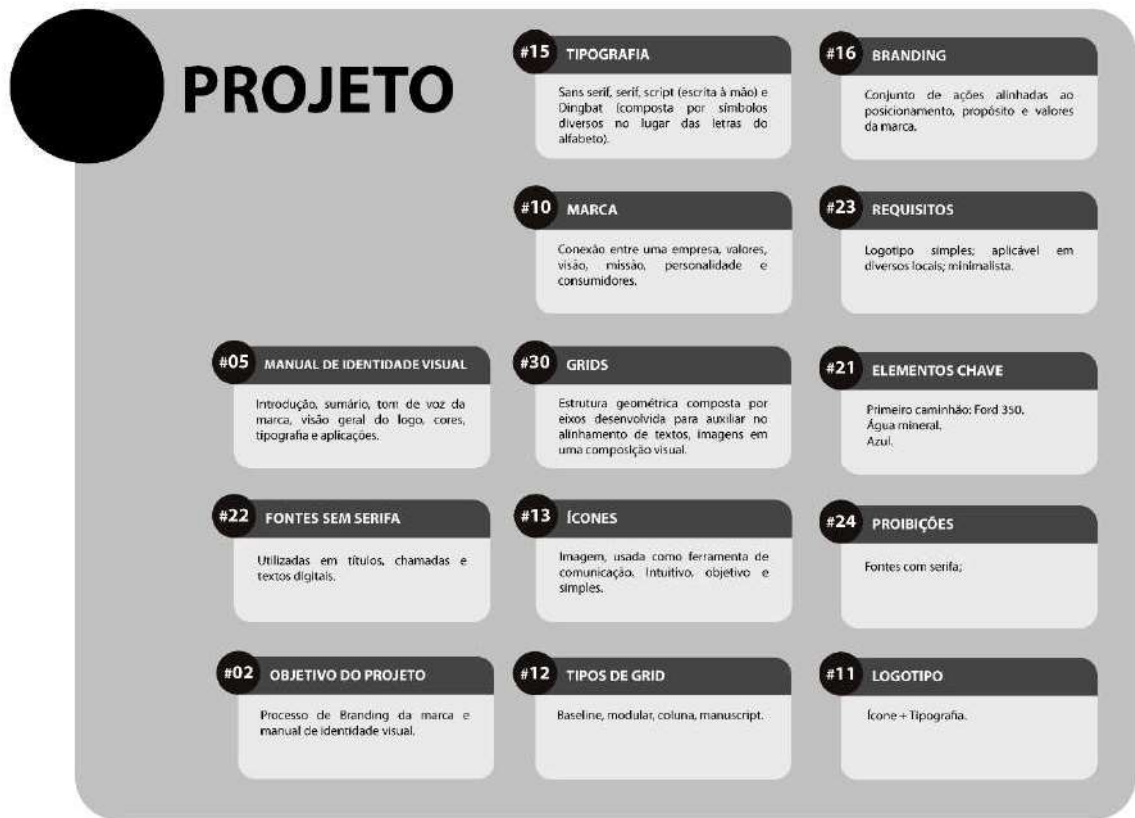 PROJETO
#15 TIPOGRAFIA
Sans serif, serif, script (escrita à mão) e
Dingbat (composta por símbolos
diversos no lugar das letras do
alfabeto).
#16 BRANDING
Conjunto de ações alinhadas ao
posicionamento, propósito e valores
da marca.
#10 MARCA
Conexão entre uma empresa, valores,
visão, missão, personalidade e
consumidores.
#23 REQUISITOS
Logotipo simples; aplicável em
diversos locais; minimalista.
#05 MANUAL DE IDENTIDADE VISUAL
Introdução, sumário, tom de voz da
marca, visão geral do logo, cores,
tipografia e aplicações.
#30 GRIDS
Estrutura geométrica composta por
eixos desenvolvida para auxiliar no
alinhamento de textos, imagens em
uma composição visual.
#21 ELEMENTOS CHAVE
Primeiro caminhão: Ford 350.
Água mineral.
Azul.
#22 FONTES SEM SERIFA
Utilizadas em títulos, chamadas e
textos digitais.
#13 ÍCONES
Imagem, usada como ferramenta de
comunicação. Intuitivo, objetivo e
simples.
#24 PROIBIÇÕES
Fontes com serifa;
#02 OBJETIVO DO PROJETO
Processo de Branding da marca e
manual de identidade visual.
#12 TIPOS DE GRID
Baseline, modular, coluna, manuscript.
#11 LOGOTIPO
Ícone + Tipografia.